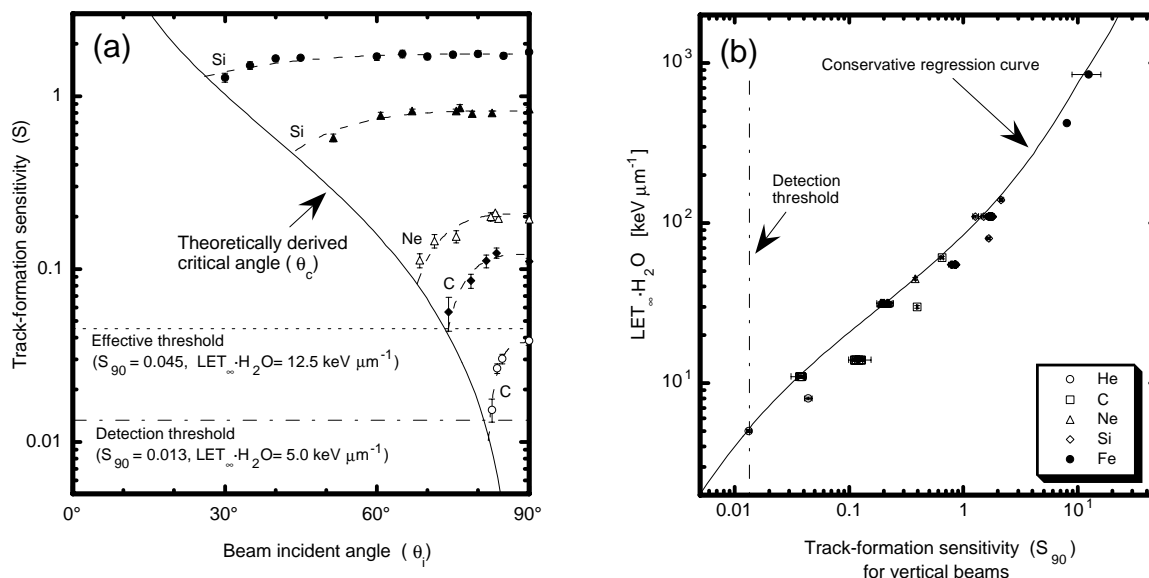 (a)
Si
Si
Ne
C
C
Theoretically derived
critical angle ( θc )
Effective threshold
(S90 = 0.045, LET∞·H2O= 12.5 keV μm-1)
Detection threshold
(S90 = 0.013, LET∞·H2O= 5.0 keV μm-1)
1
0.1
0.01
0°
30°
60°
90°
Track-formation sensitivity (S)
Beam incident angle ( θi )
(b)
Conservative regression curve
Detection
threshold
He
C
Ne
Si
Fe
10³
10²
10¹
0.01
0.1
1
10
LET∞·H2O [keV μm-1]
Track-formation sensitivity (S90)
for vertical beams